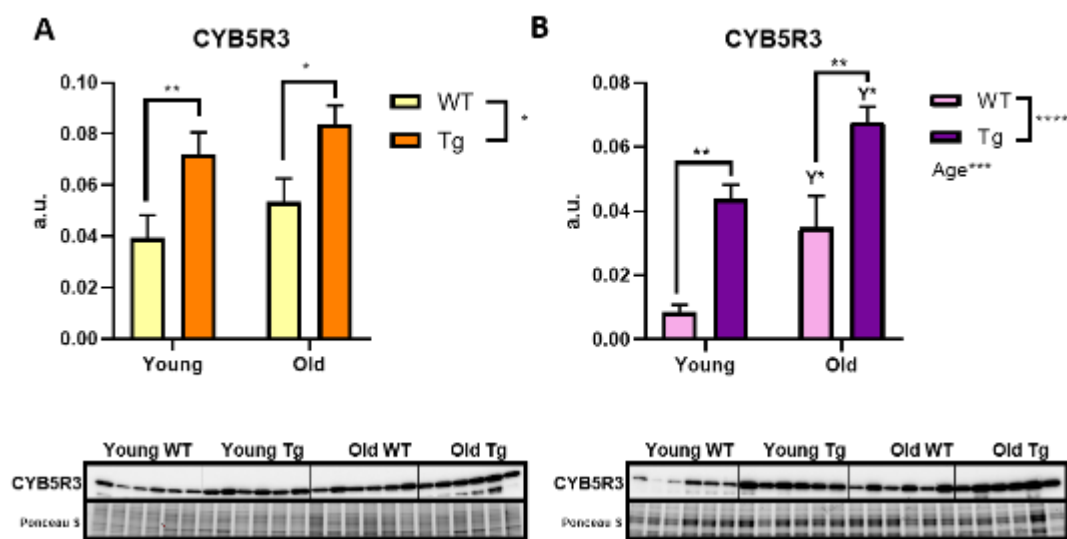 A
CYB5R3
a.u.
0.10
0.08
0.06
0.04
0.02
0.00
**
*
WT
Tg
*
Young
Old
Young WT
Young Tg
Old WT
Old Tg
CYB5R3
Ponceau S
B
CYB5R3
a.u.
0.08
0.06
0.04
0.02
0.00
**
**
Y*
Y*
WT
Tg
****
Age***
Young
Old
Young WT
Young Tg
Old WT
Old Tg
CYB5R3
Ponceau S